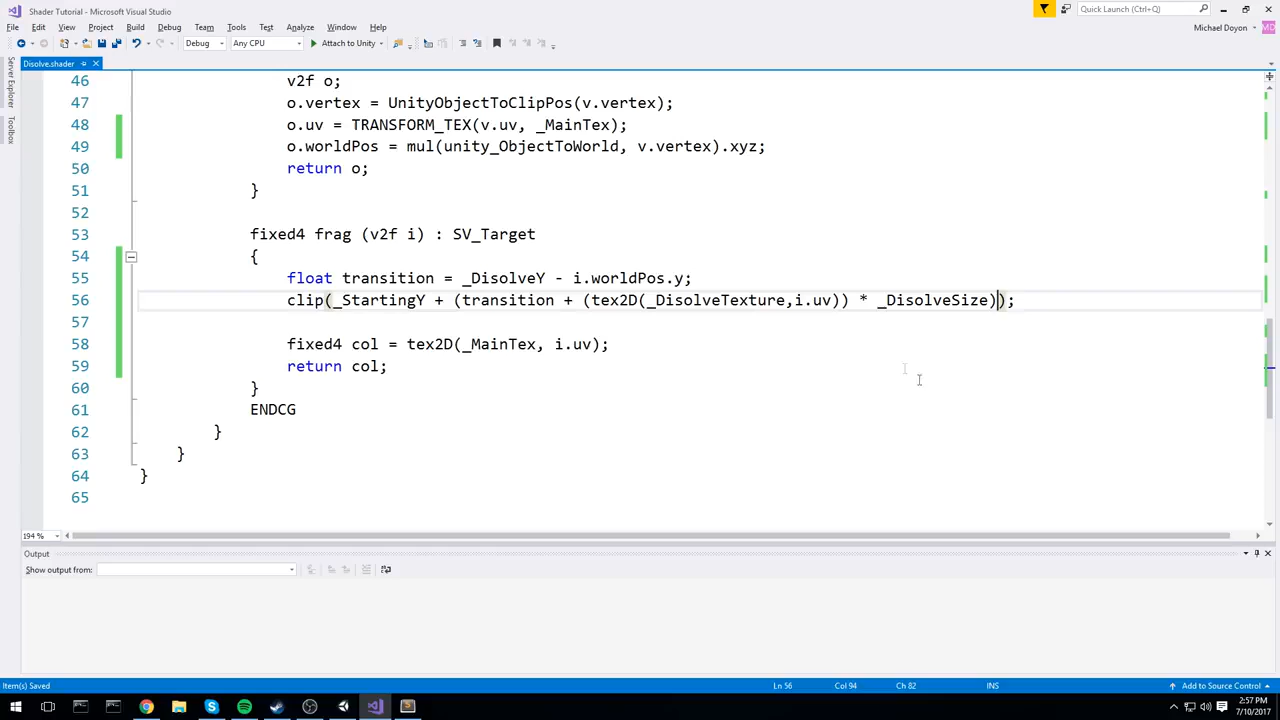 Shader Tutorial - Microsoft Visual Studio
Quick Launch (Ctrl+Q)
File Edit View Project Build Debug Team Tools Test Analyze Window Help
Michael Doyon MD
Debug Any CPU Attach to Unity
Disolve.shader
Server Explorer
Toolbox
46 v2f o;
47 o.vertex = UnityObjectToClipPos(v.vertex);
48 o.uv = TRANSFORM_TEX(v.uv, _MainTex);
49 o.worldPos = mul(unity_ObjectToWorld, v.vertex).xyz;
50 return o;
51 }
52
53 fixed4 frag (v2f i) : SV_Target
54 {
55 float transition = _DisolveY - i.worldPos.y;
56 clip(_StartingY + (transition + (tex2D(_DisolveTexture,i.uv)) * _DisolveSize));
57
58 fixed4 col = tex2D(_MainTex, i.uv);
59 return col;
60 }
61 ENDCG
62 }
63 }
64 }
65
194 %
Output
Show output from:
Item(s) Saved Ln 56 Col 94 Ch 82 INS Add to Source Control
2:57 PM
7/10/2017